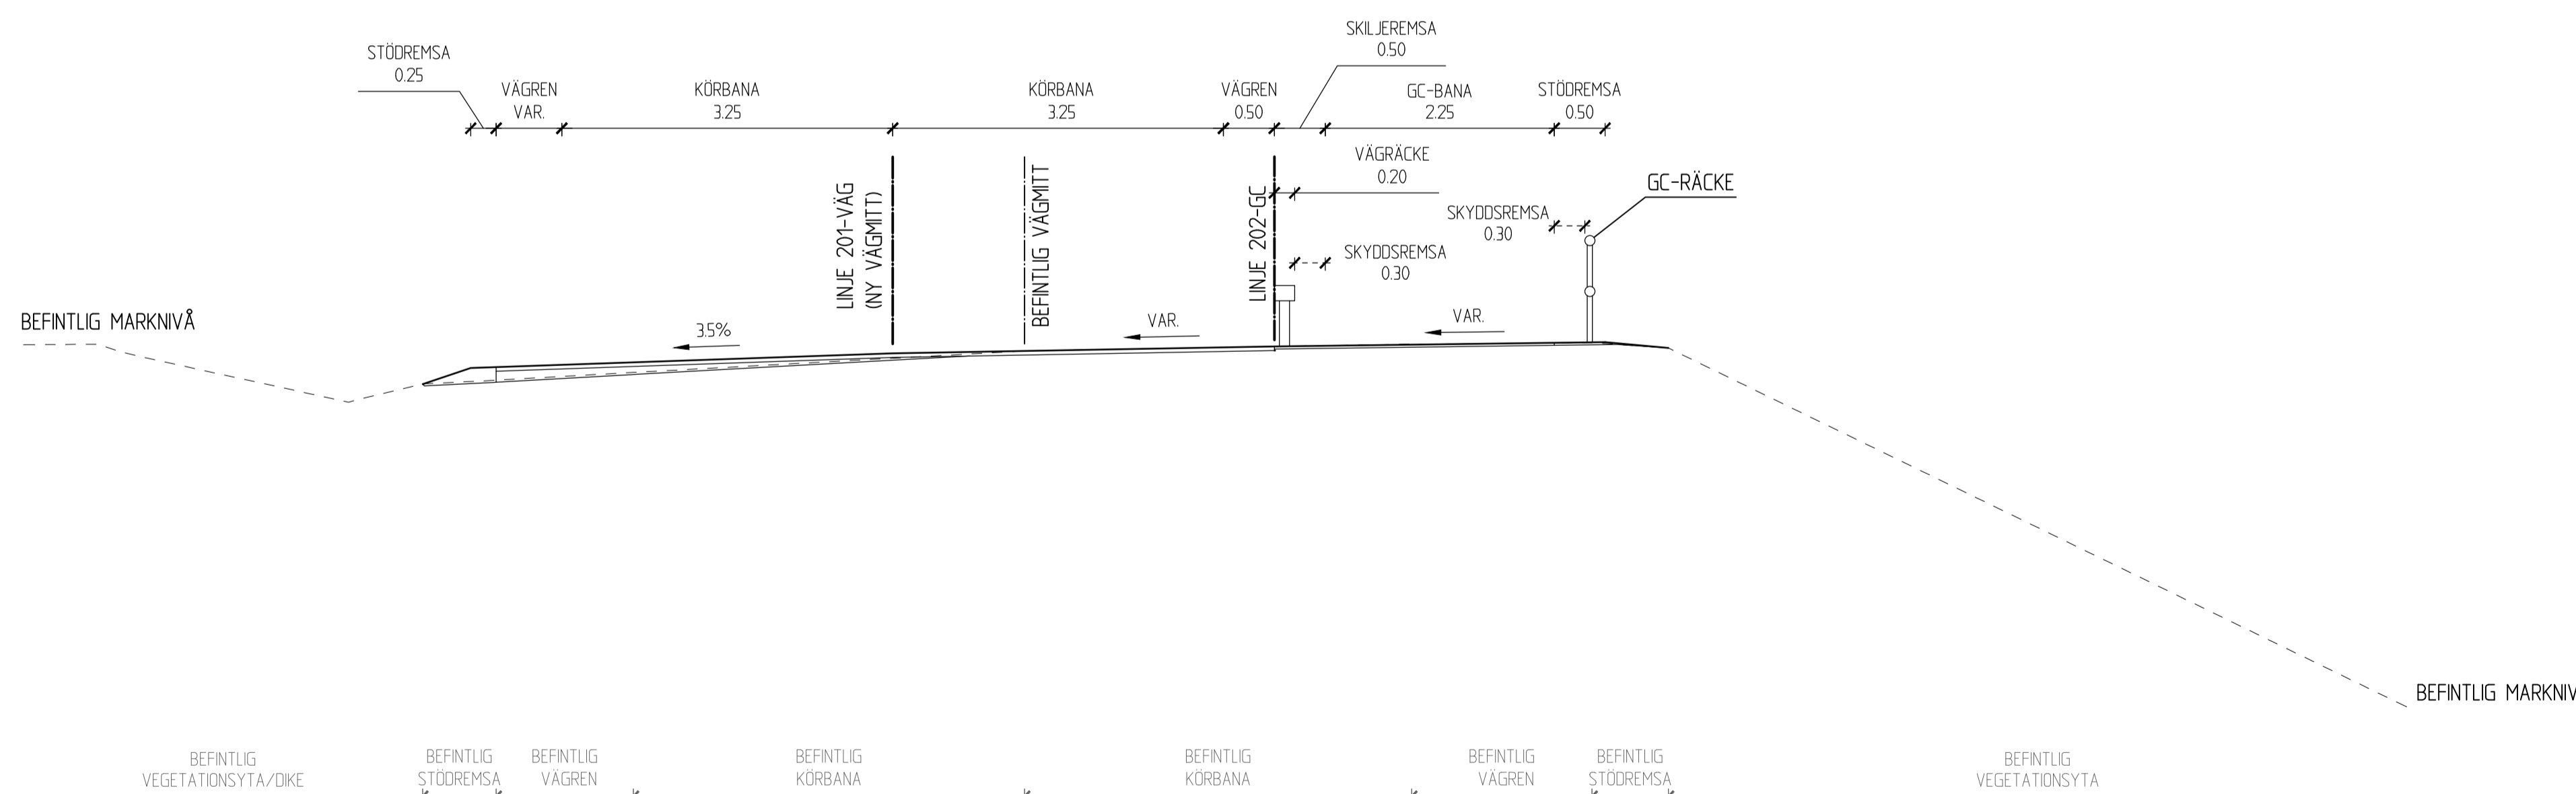 SKILJEREMSA
0.50
STÖDREMSA
0.25
VÄGREN
VAR.
KÖRBANA
3.25
KÖRBANA
3.25
VÄGREN
0.50
GC-BANA
2.25
STÖDREMSA
0.50
VÄGRÄCKE
0.20
GC-RÄCKE
SKYDDSREMSA
0.30
SKYDDSREMSA
0.30
LINJE 201-VÄG
(NY VÄGMITT)
BEFINTLIG VÄGMITT
LINJE 202-GC
BEFINTLIG MARKNIVÅ
3.5%
VAR.
VAR.
BEFINTLIG MARKNIV
BEFINTLIG
VEGETATIONSYTA/DIKE
BEFINTLIG
STÖDREMSA
BEFINTLIG
VÄGREN
BEFINTLIG
KÖRBANA
BEFINTLIG
KÖRBANA
BEFINTLIG
VÄGREN
BEFINTLIG
STÖDREMSA
BEFINTLIG
VEGETATIONSYTA